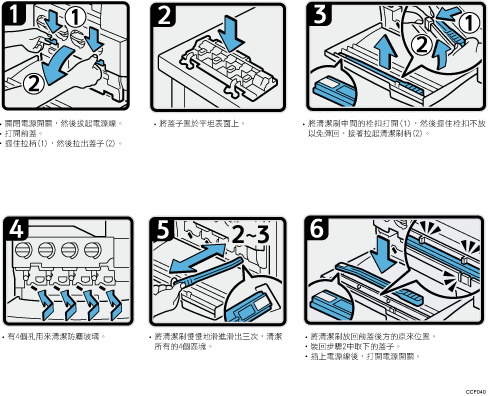 1
1
2
• 關閉電源開關，然後拔起電源線。
• 打開前蓋。
• 握住拉柄(1)，然後拉出蓋子(2)。
2
• 將蓋子置於平坦表面上。
3
1
2
• 將清潔刷中間的栓扣打開(1)，然後握住栓扣不放
以免彈回，接著拉起清潔刷柄(2)。
4
• 有4個孔用來清潔防塵玻璃。
5
2~3
• 將清潔刷慢慢地滑進滑出三次，清潔
所有的4個區塊。
6
• 將清潔刷放回前蓋後方的原來位置。
• 裝回步驟2中取下的蓋子。
• 插上電源線後，打開電源開關。
CCF040